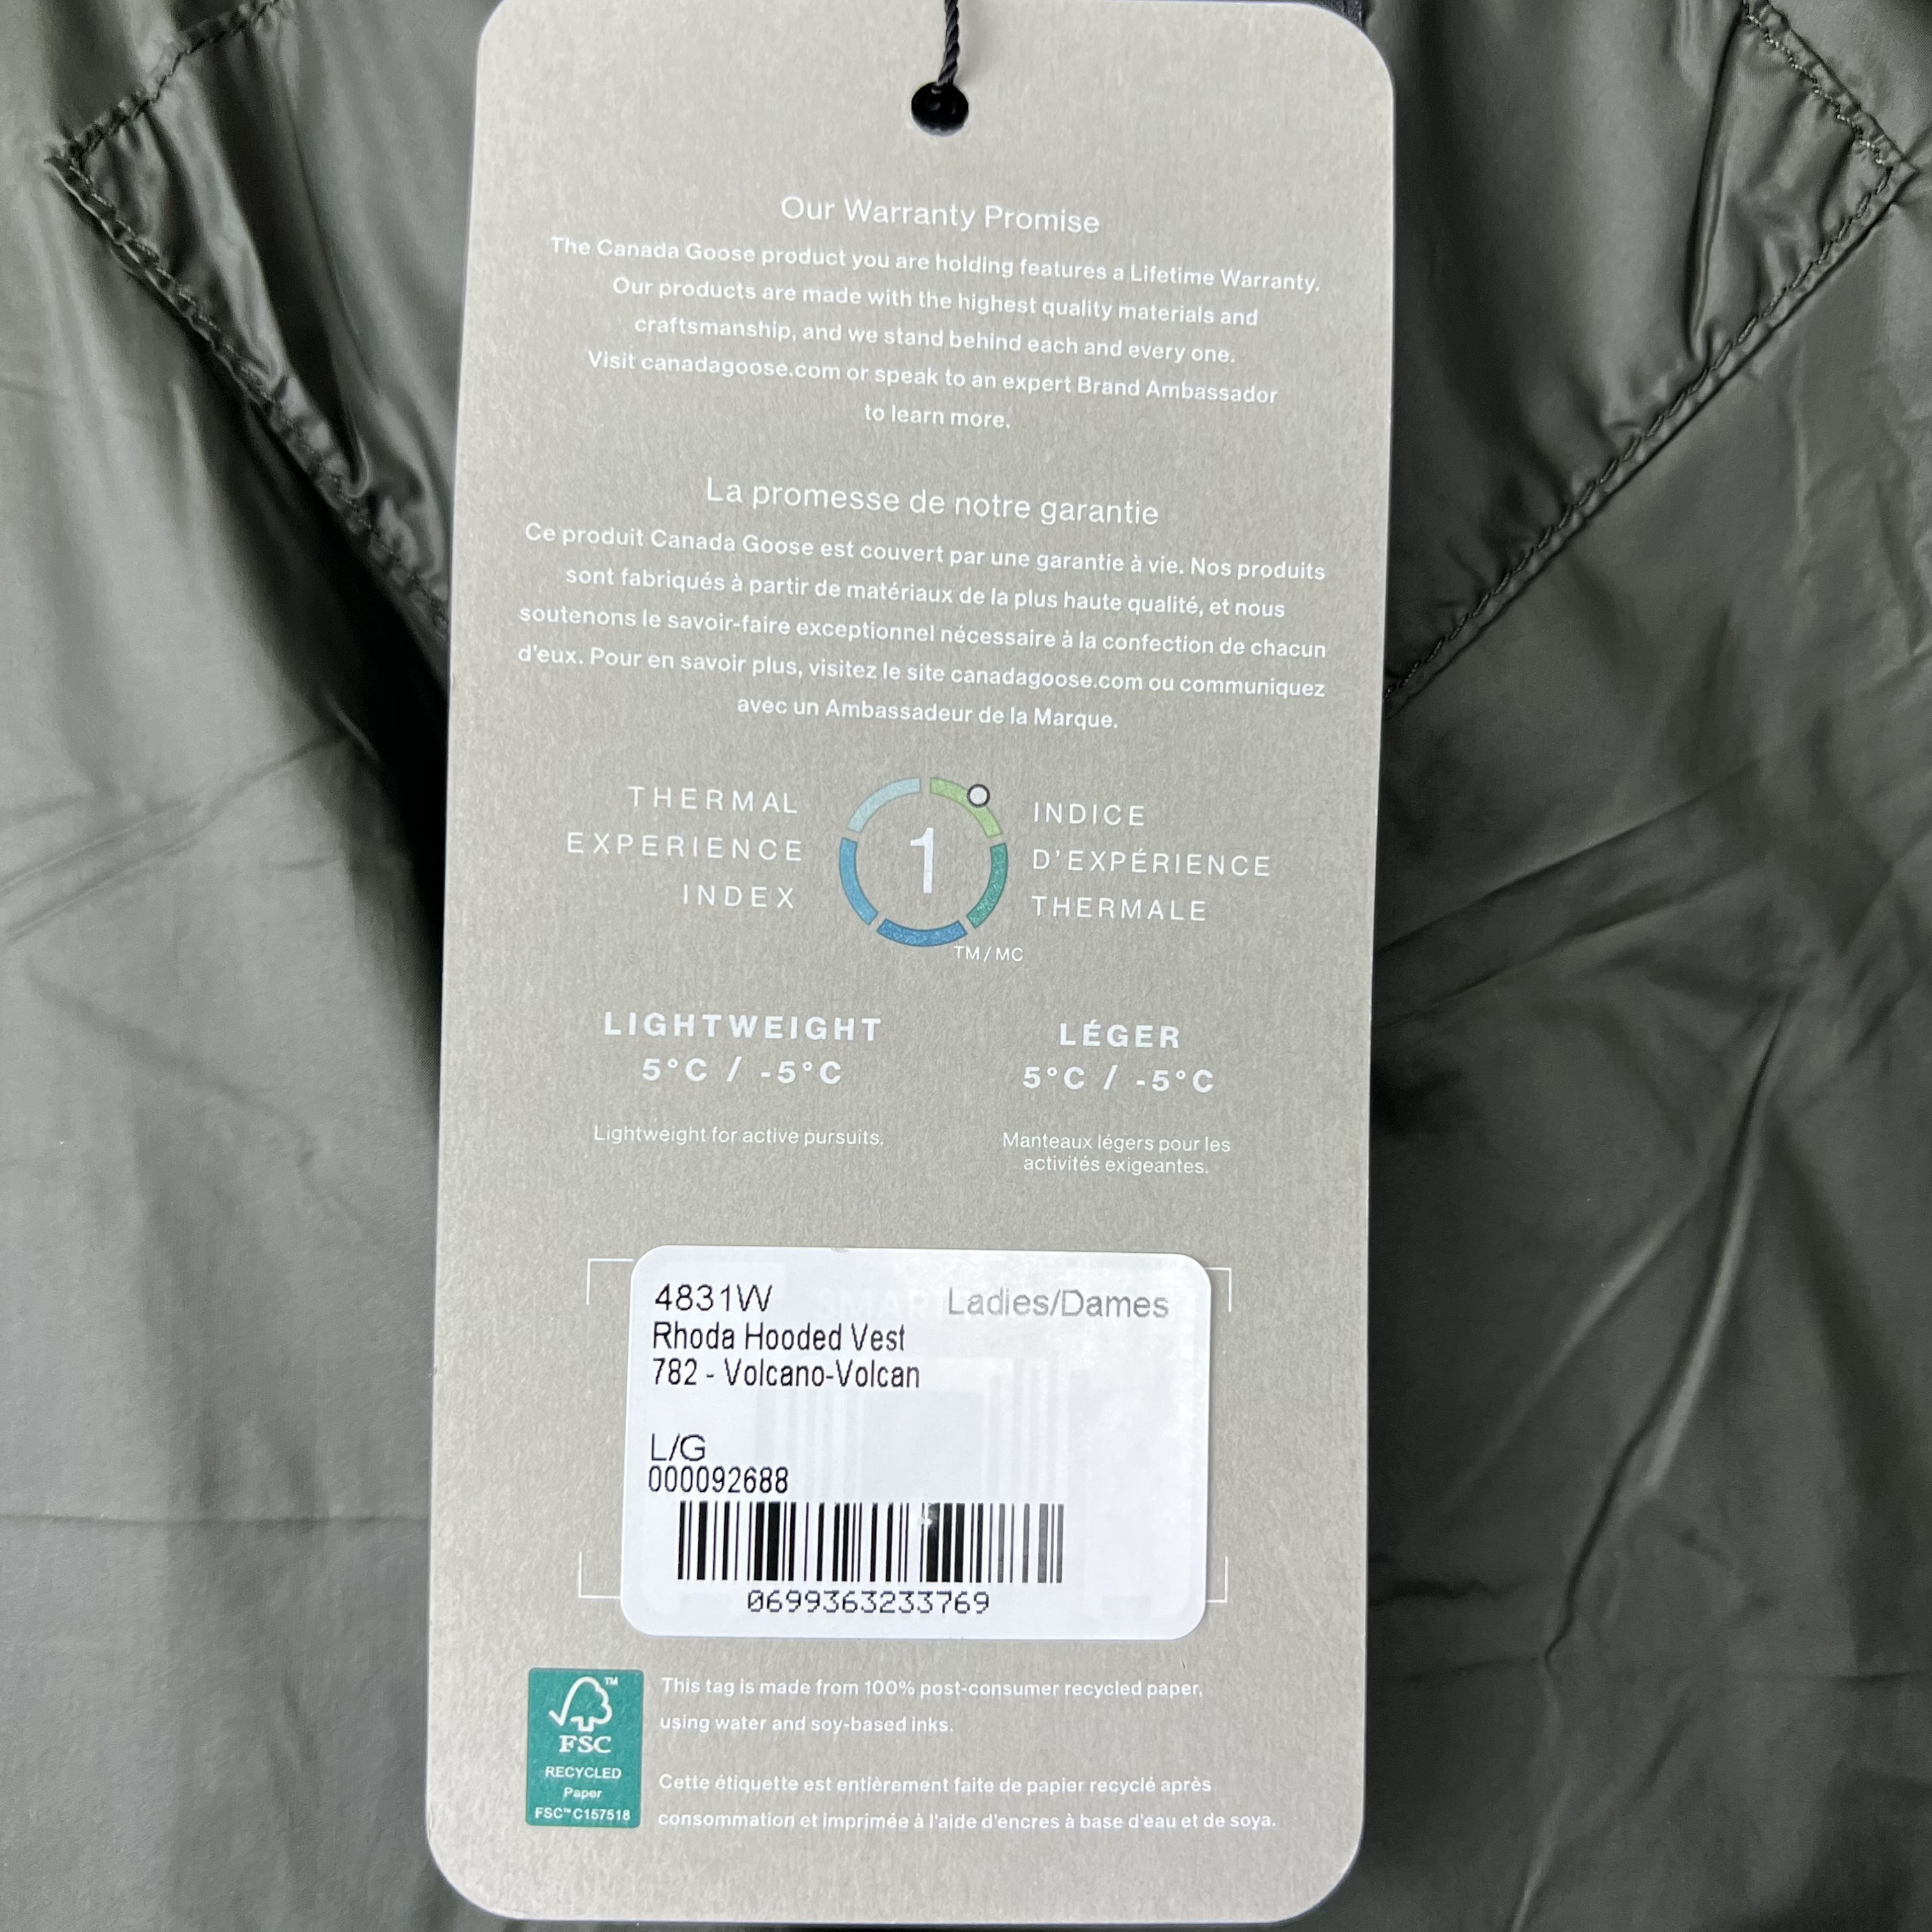 Our Warranty Promise
The Canada Goose product you are holding features a Lifetime Warranty.
Our products are made with the highest quality materials and
craftsmanship, and we stand behind each and every one.
Visit canadagoose.com or speak to an expert Brand Ambassador
to learn more.
La promesse de notre garantie
Ce produit Canada Goose est couvert par une garantie à vie. Nos produits
sont fabriqués à partir de matériaux de la plus haute qualité, et nous
soutenons le savoir-faire exceptionnel nécessaire à la confection de chacun
d'eux. Pour en savoir plus, visitez le site canadagoose.com ou communiquez
avec un Ambassadeur de la Marque.
THERMAL
EXPERIENCE
INDEX
1
TM/MC
INDICE
D'EXPÉRIENCE
THERMALE
LIGHTWEIGHT
5°C / -5°C
Lightweight for active pursuits.
LÉGER
5°C / -5°C
Manteaux légers pour les
activités exigeantes.
4831W Ladies/Dames
Rhoda Hooded Vest
782 - Volcano-Volcan
L/G
000092688
0699363233769
TM
FSC
RECYCLED
Paper
FSC™ C157518
This tag is made from 100% post-consumer recycled paper,
using water and soy-based inks.
Cette étiquette est entièrement faite de papier recyclé après
consommation et imprimée à l'aide d'encres à base d'eau et de soya.